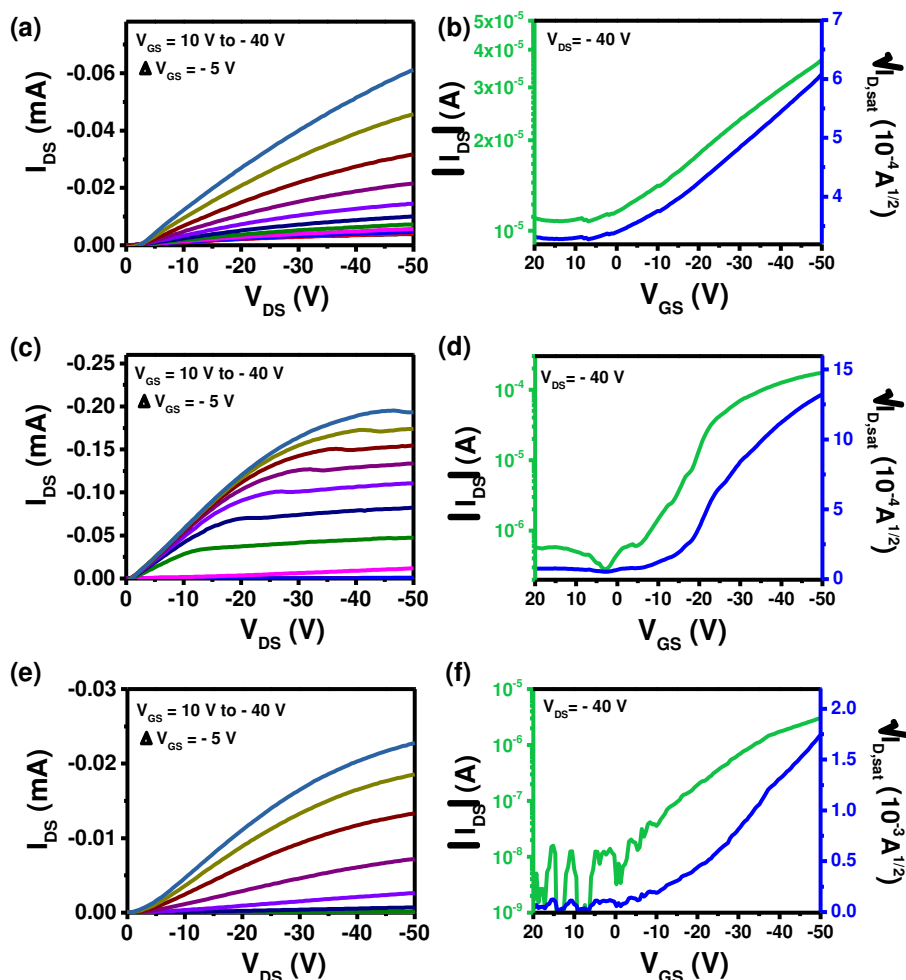 (a)
V_GS = 10 V to - 40 V
Δ V_GS = - 5 V
I_DS (mA)
-0.06
-0.04
-0.02
0.00
0 -10 -20 -30 -40 -50
V_DS (V)
(b)
V_DS = - 40 V
|I_DS| (A)
5x10^-5
4x10^-5
3x10^-5
2x10^-5
10^-5
7
6
5
4
√I_D,sat (10^-4 A^1/2)
20 10 0 -10 -20 -30 -40 -50
V_GS (V)
(c)
V_GS = 10 V to - 40 V
Δ V_GS = - 5 V
I_DS (mA)
-0.25
-0.20
-0.15
-0.10
-0.05
0.00
0 -10 -20 -30 -40 -50
V_DS (V)
(d)
V_DS = - 40 V
|I_DS| (A)
10^-4
10^-5
10^-6
15
10
5
0
√I_D,sat (10^-4 A^1/2)
20 10 0 -10 -20 -30 -40 -50
V_GS (V)
(e)
V_GS = 10 V to - 40 V
Δ V_GS = - 5 V
I_DS (mA)
-0.03
-0.02
-0.01
0.00
0 -10 -20 -30 -40 -50
V_DS (V)
(f)
V_DS = - 40 V
|I_DS| (A)
10^-5
10^-6
10^-7
10^-8
10^-9
2.0
1.5
1.0
0.5
0.0
√I_D,sat (10^-3 A^1/2)
20 10 0 -10 -20 -30 -40 -50
V_GS (V)